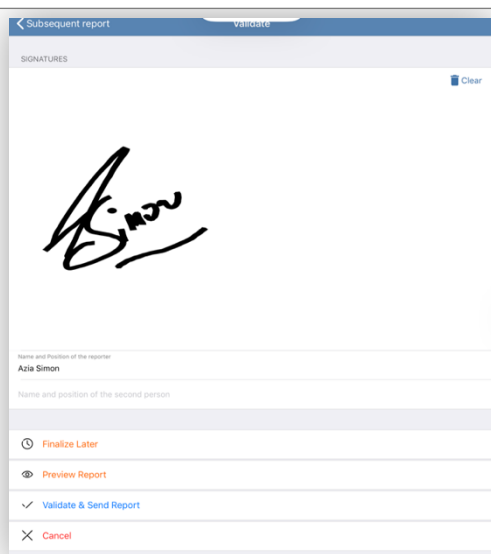 Subsequent report
Validate
SIGNATURES
Clear
Simon
Name and Position of the reporter
Azia Simon
Name and position of the second person
Finalize Later
Preview Report
Validate & Send Report
Cancel